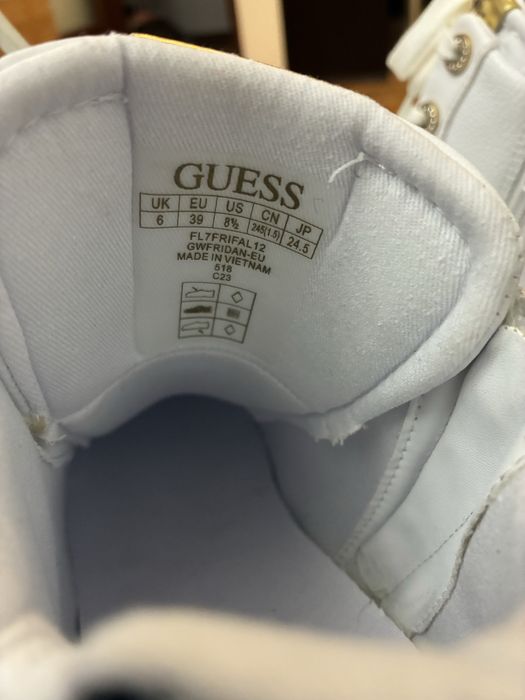 GUESS
UK EU US CN JP
6 39 8½ 245(1.5) 24.5
FL7FRIFAL12
GWFRIDAN-EU
MADE IN VIETNAM
518
C23